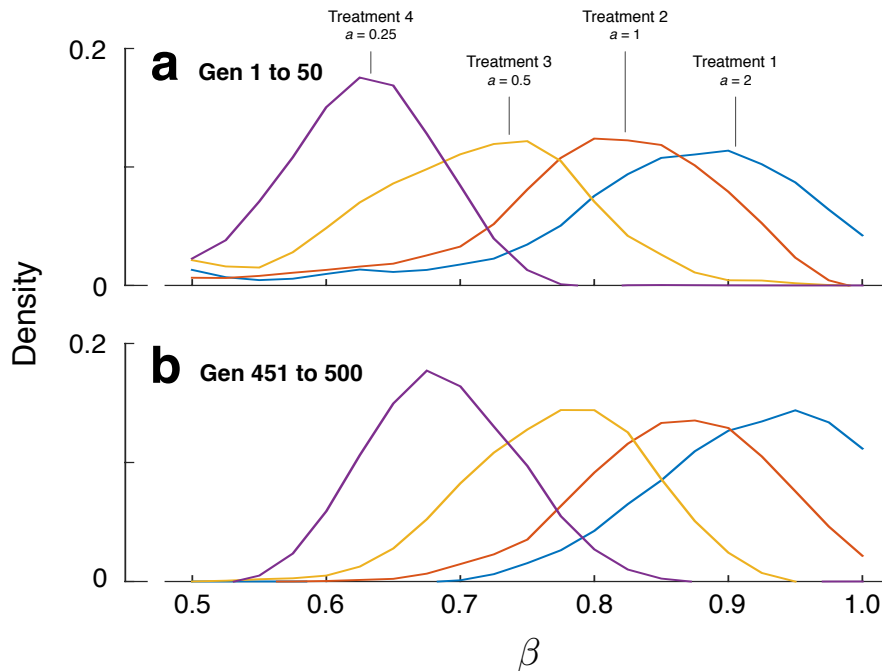 Treatment 4
a = 0.25
Treatment 2
a = 1
Treatment 3
a = 0.5
Treatment 1
a = 2
0.2
a Gen 1 to 50
0
Density
0.2
b Gen 451 to 500
0
0.5 0.6 0.7 0.8 0.9 1.0
β